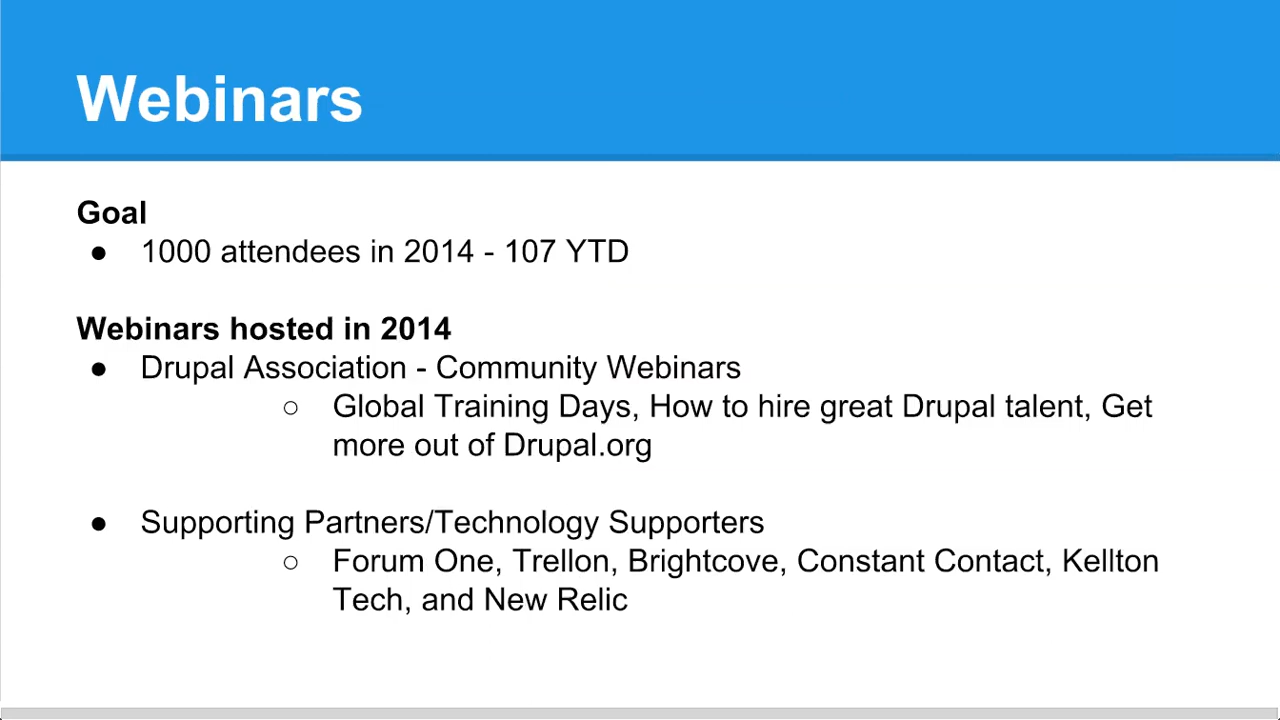 Webinars
Goal
● 1000 attendees in 2014 - 107 YTD
Webinars hosted in 2014
● Drupal Association - Community Webinars
○ Global Training Days, How to hire great Drupal talent, Get
more out of Drupal.org
● Supporting Partners/Technology Supporters
○ Forum One, Trellon, Brightcove, Constant Contact, Kellton
Tech, and New Relic